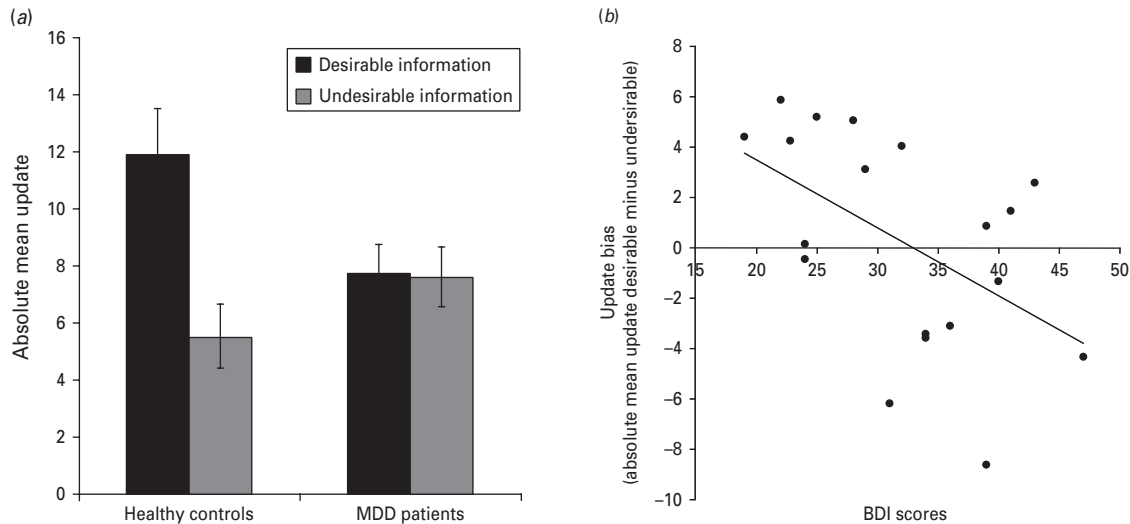 (a)
16
14
12
10
8
6
4
2
0
Absolute mean update
Desirable information
Undesirable information
Healthy controls
MDD patients
(b)
8
6
4
2
0
–2
–4
–6
–8
–10
Update bias
(absolute mean update desirable minus undersirable)
15 20 25 30 35 40 45 50
BDI scores